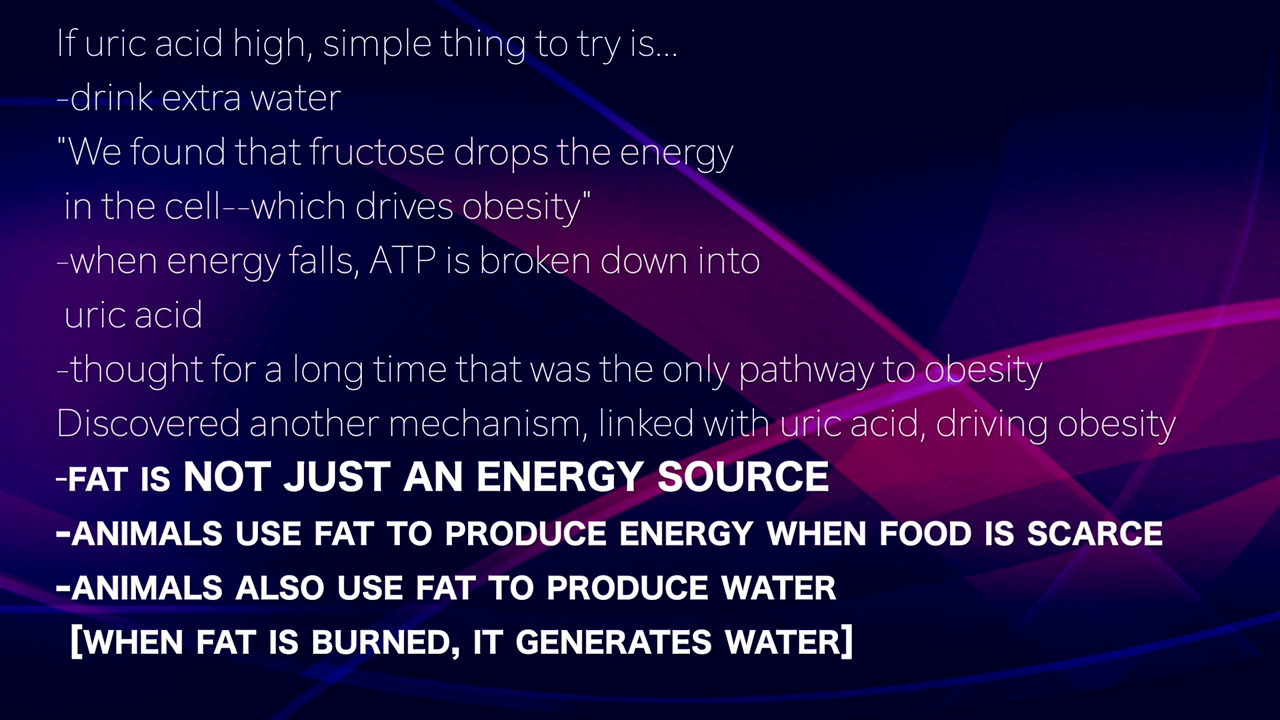 If uric acid high, simple thing to try is...
-drink extra water
"We found that fructose drops the energy
in the cell--which drives obesity"
-when energy falls, ATP is broken down into
uric acid
-thought for a long time that was the only pathway to obesity
Discovered another mechanism, linked with uric acid, driving obesity
-FAT IS NOT JUST AN ENERGY SOURCE
-ANIMALS USE FAT TO PRODUCE ENERGY WHEN FOOD IS SCARCE
-ANIMALS ALSO USE FAT TO PRODUCE WATER
[WHEN FAT IS BURNED, IT GENERATES WATER]